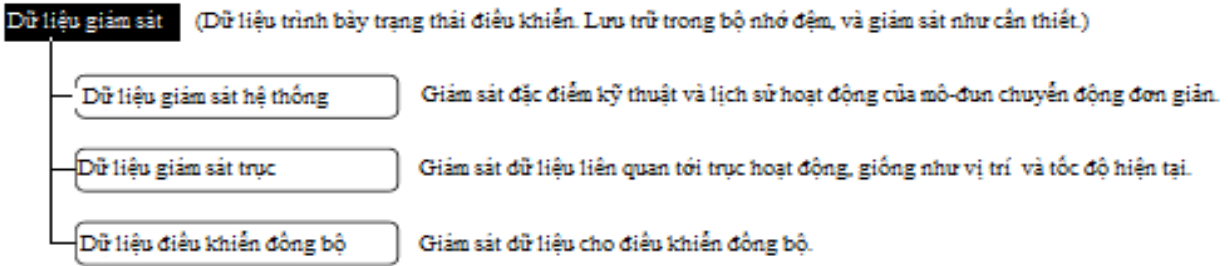 Dữ liệu giám sát (Dữ liệu trình bày trạng thái điều khiển. Lưu trữ trong bộ nhớ đệm, và giám sát như cần thiết.)
Dữ liệu giám sát hệ thống Giám sát đặc điểm kỹ thuật và lịch sử hoạt động của mô-đun chuyển động đơn giản.
Dữ liệu giám sát trục Giám sát dữ liệu liên quan tới trục hoạt động, giống như vị trí và tốc độ hiện tại.
Dữ liệu điều khiển đồng bộ Giám sát dữ liệu cho điều khiển đồng bộ.